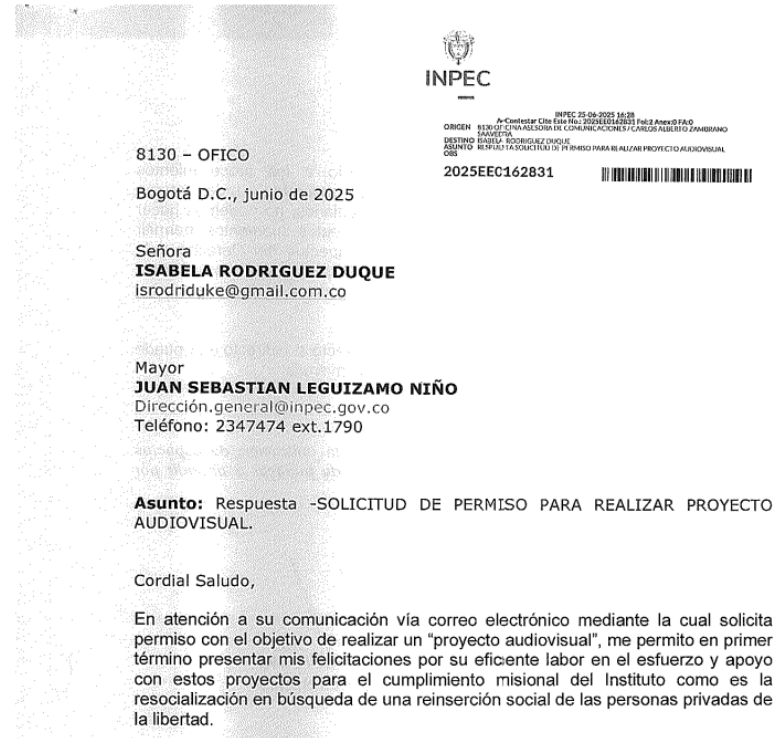 INPEC
INPEC 25-06-2025 16:28
A-Contestar Cite Este No.: 2025EE0162831 Fol:2 Anex:0 FA:0
ORIGEN 8130 OFICINA ASESORA DE COMUNICACIONES / CARLOS ALBERTO ZAMBRANO
SAAVEDRA
DESTINO ISABELA RODRIGUEZ DUQUE
ASUNTO RESPUESTA SOLICITUD DE PERMISO PARA REALIZAR PROYECTO AUDIOVISUAL
OBS
2025EE0162831
8130 – OFICO
Bogotá D.C., junio de 2025
Señora
ISABELA RODRIGUEZ DUQUE
isrodriduke@gmail.com.co
Mayor
JUAN SEBASTIAN LEGUIZAMO NIÑO
Dirección.general@inpec.gov.co
Teléfono: 2347474 ext.1790
Asunto: Respuesta -SOLICITUD DE PERMISO PARA REALIZAR PROYECTO
AUDIOVISUAL.
Cordial Saludo,
En atención a su comunicación vía correo electrónico mediante la cual solicita
permiso con el objetivo de realizar un “proyecto audiovisual”, me permito en primer
término presentar mis felicitaciones por su eficiente labor en el esfuerzo y apoyo
con estos proyectos para el cumplimiento misional del Instituto como es la
resocialización en búsqueda de una reinserción social de las personas privadas de
la libertad.